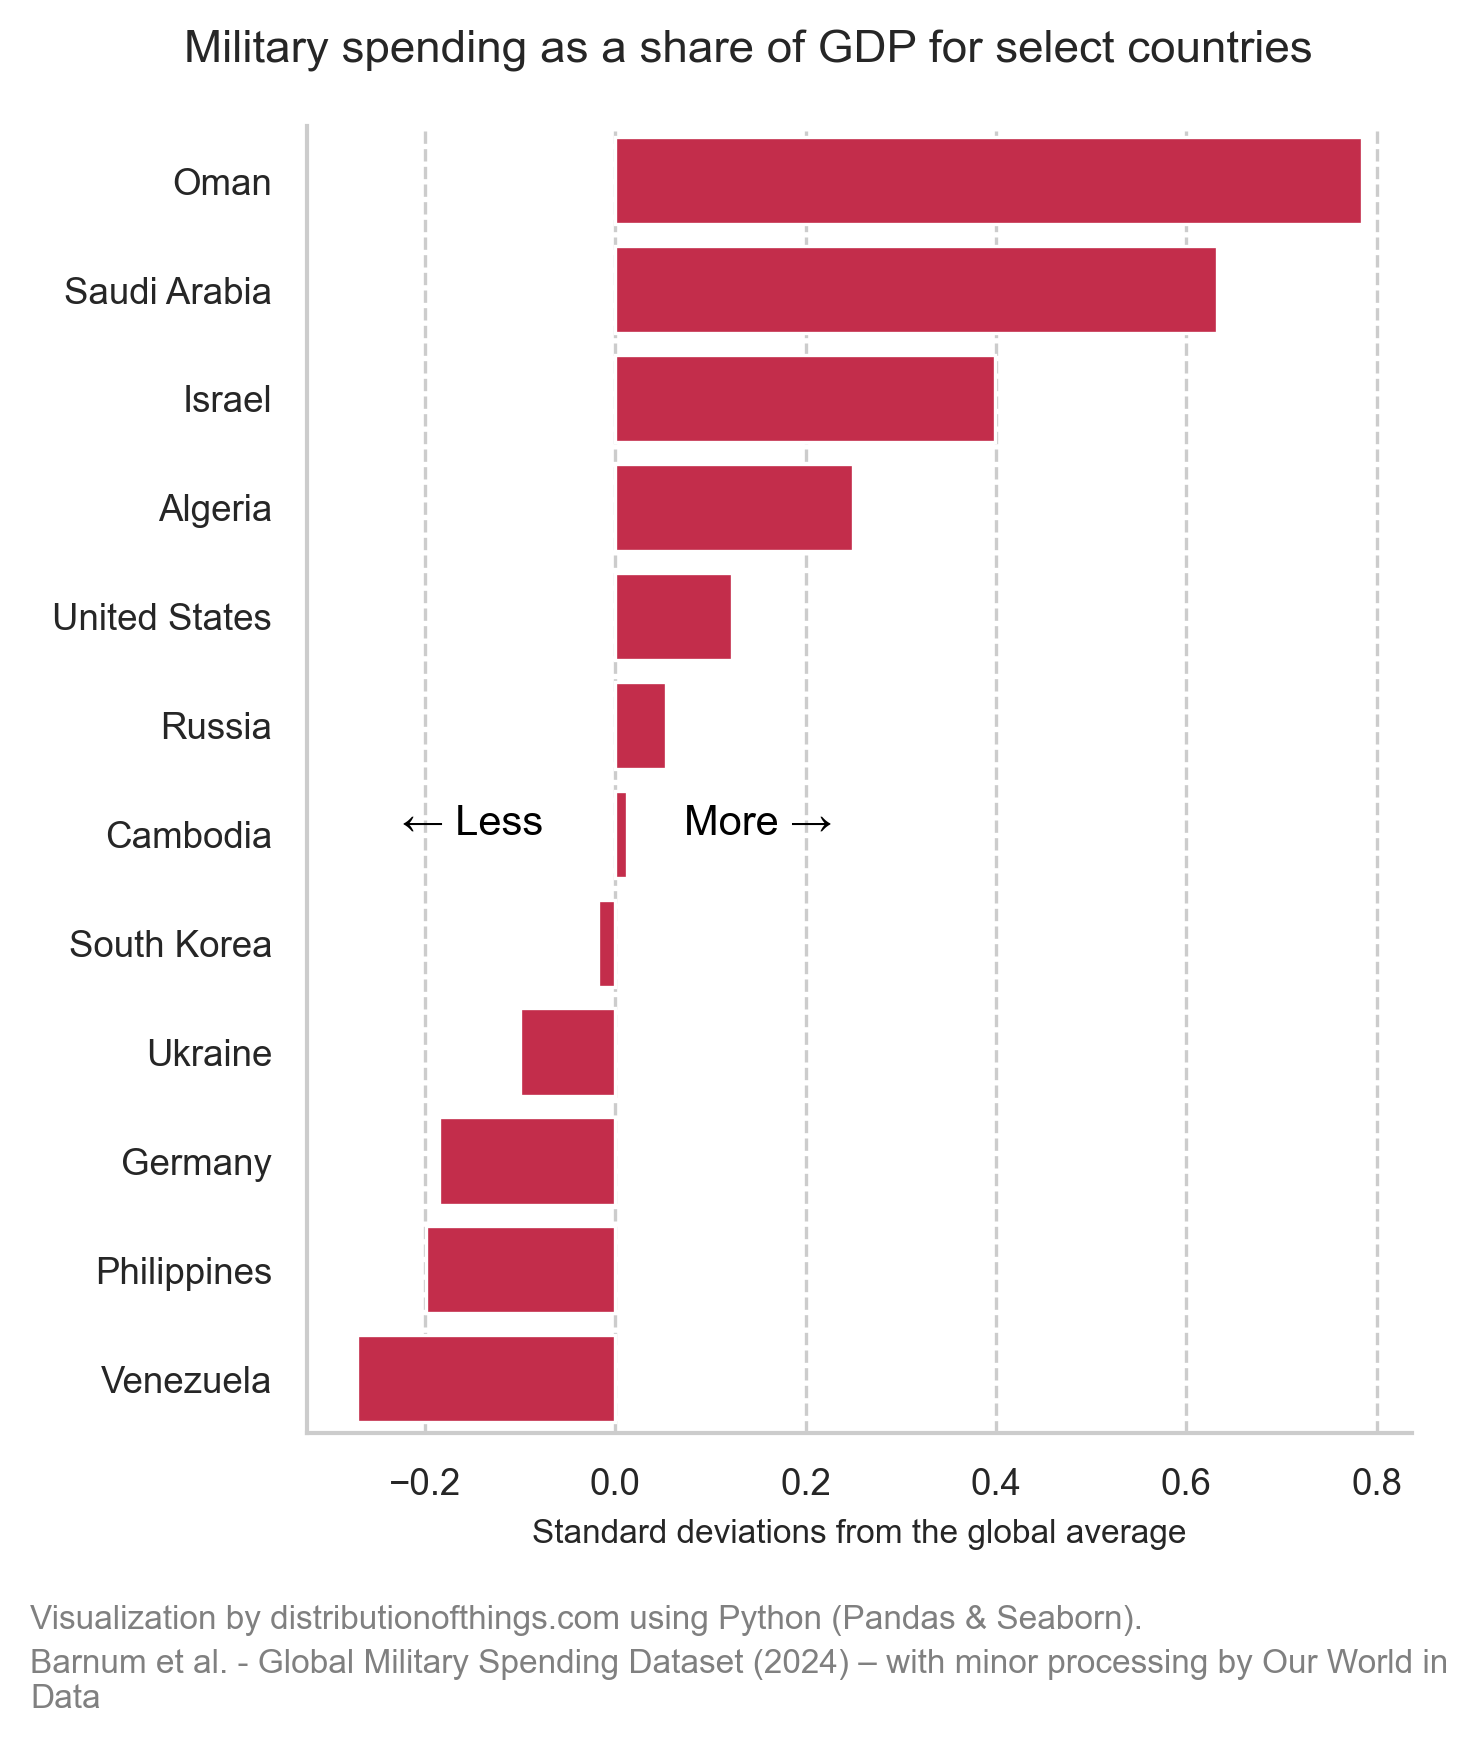 Military spending as a share of GDP for select countries
Oman
Saudi Arabia
Israel
Algeria
United States
Russia
Cambodia
← Less
More →
South Korea
Ukraine
Germany
Philippines
Venezuela
−0.2
0.0
0.2
0.4
0.6
0.8
Standard deviations from the global average
Visualization by distributionofthings.com using Python (Pandas & Seaborn).
Barnum et al. - Global Military Spending Dataset (2024) – with minor processing by Our World in
Data